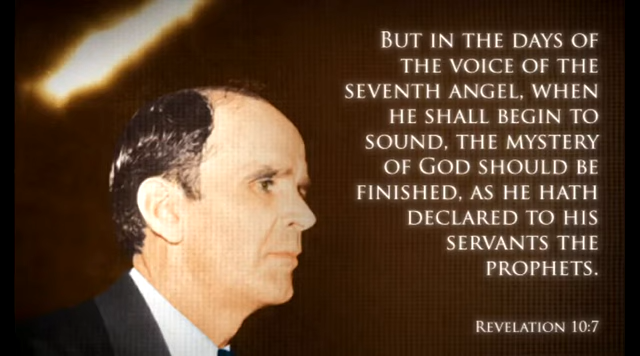 But in the days of
the voice of the
seventh angel, when
he shall begin to
sound, the mystery
of God should be
finished, as he hath
declared to his
servants the
prophets.
Revelation 10:7